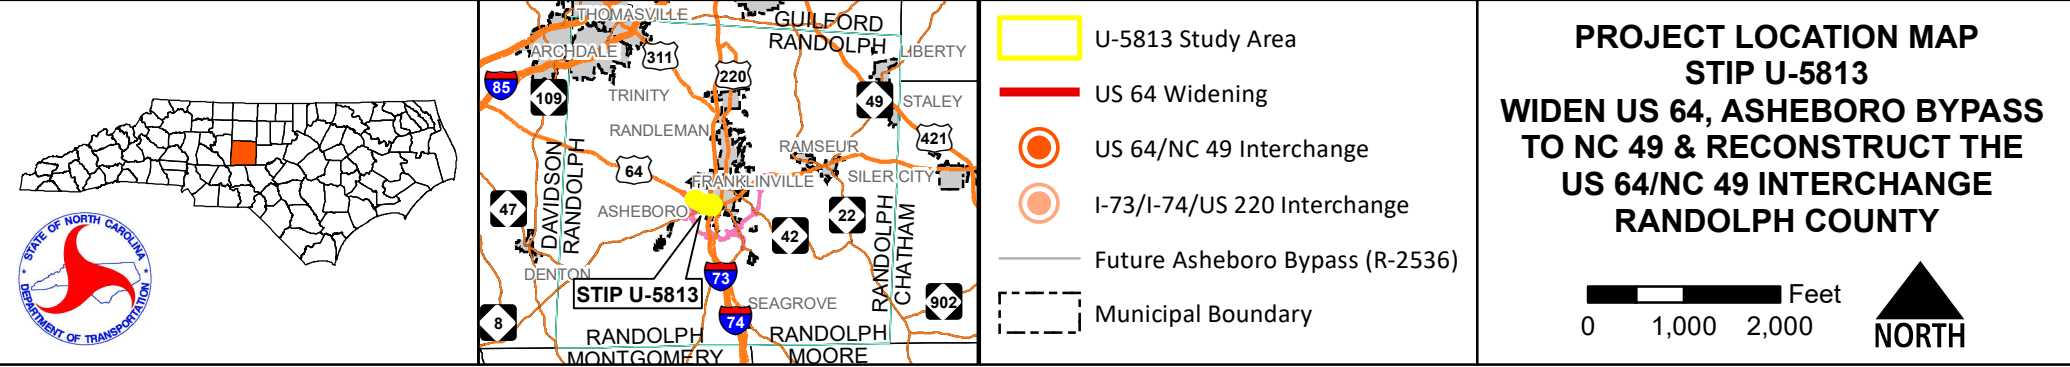 STATE OF NORTH CAROLINA
DEPARTMENT OF TRANSPORTATION
THOMASVILLE
GUILFORD
RANDOLPH
ARCHDALE
LIBERTY
311
220
85
109
TRINITY
49
STALEY
RANDLEMAN
421
RAMSEUR
DAVIDSON
RANDOLPH
64
FRANKLINVILLE
SILER CITY
47
ASHEBORO
22
42
RANDOLPH
CHATHAM
DENTON
73
STIP U-5813
SEAGROVE
902
8
74
RANDOLPH
RANDOLPH
MONTGOMERY
MOORE
U-5813 Study Area
US 64 Widening
US 64/NC 49 Interchange
I-73/I-74/US 220 Interchange
Future Asheboro Bypass (R-2536)
Municipal Boundary
PROJECT LOCATION MAP
STIP U-5813
WIDEN US 64, ASHEBORO BYPASS
TO NC 49 & RECONSTRUCT THE
US 64/NC 49 INTERCHANGE
RANDOLPH COUNTY
Feet
0 1,000 2,000
NORTH